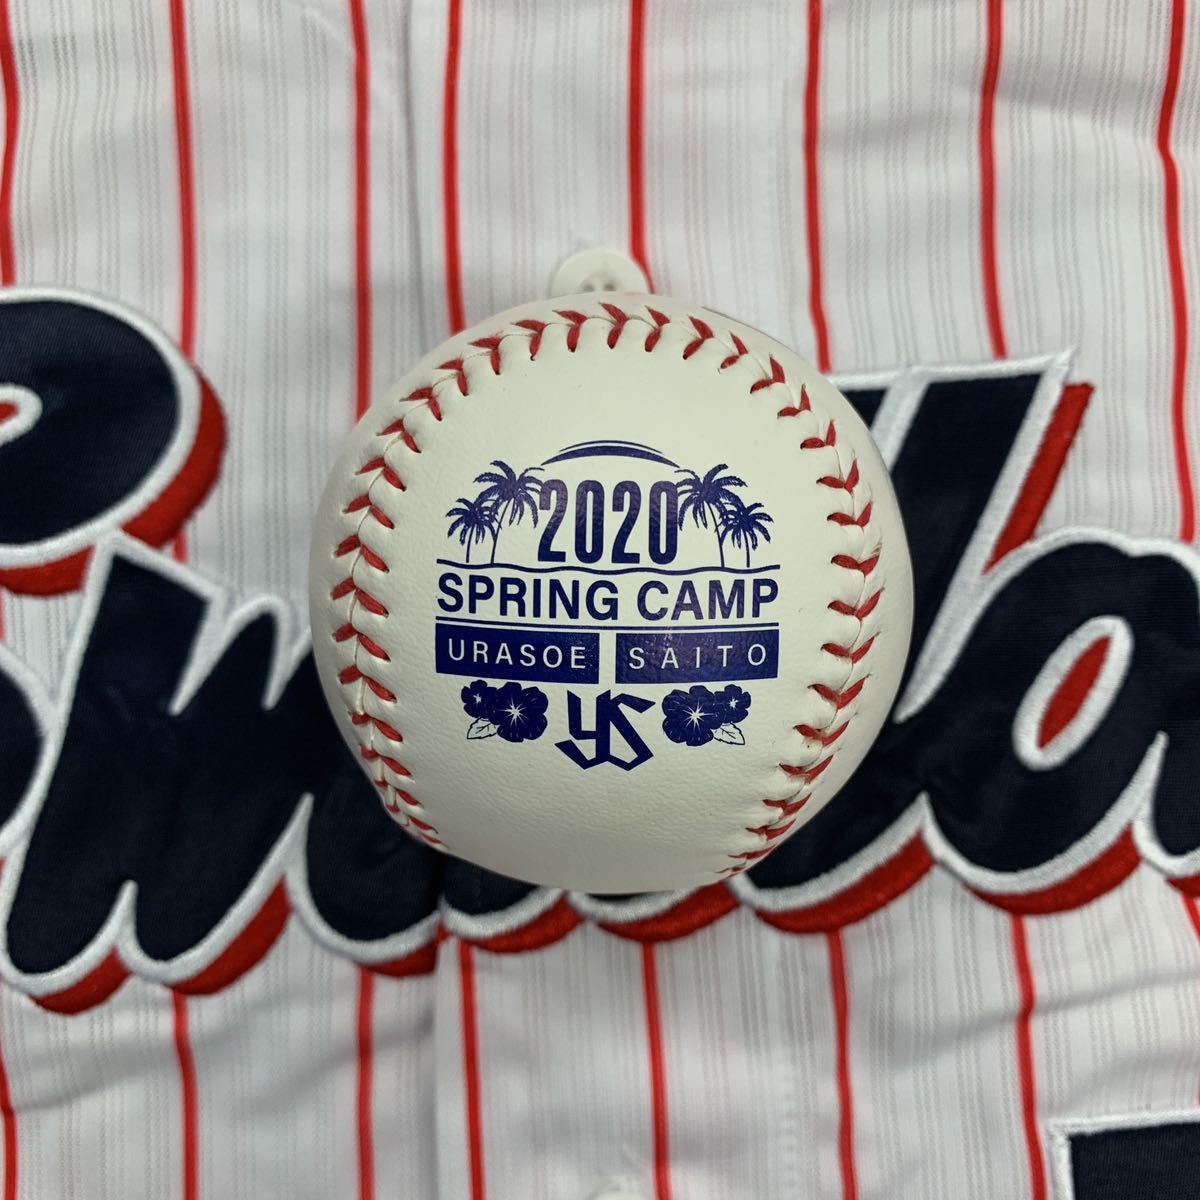 2020
SPRING CAMP
URASOE SAITO
YS